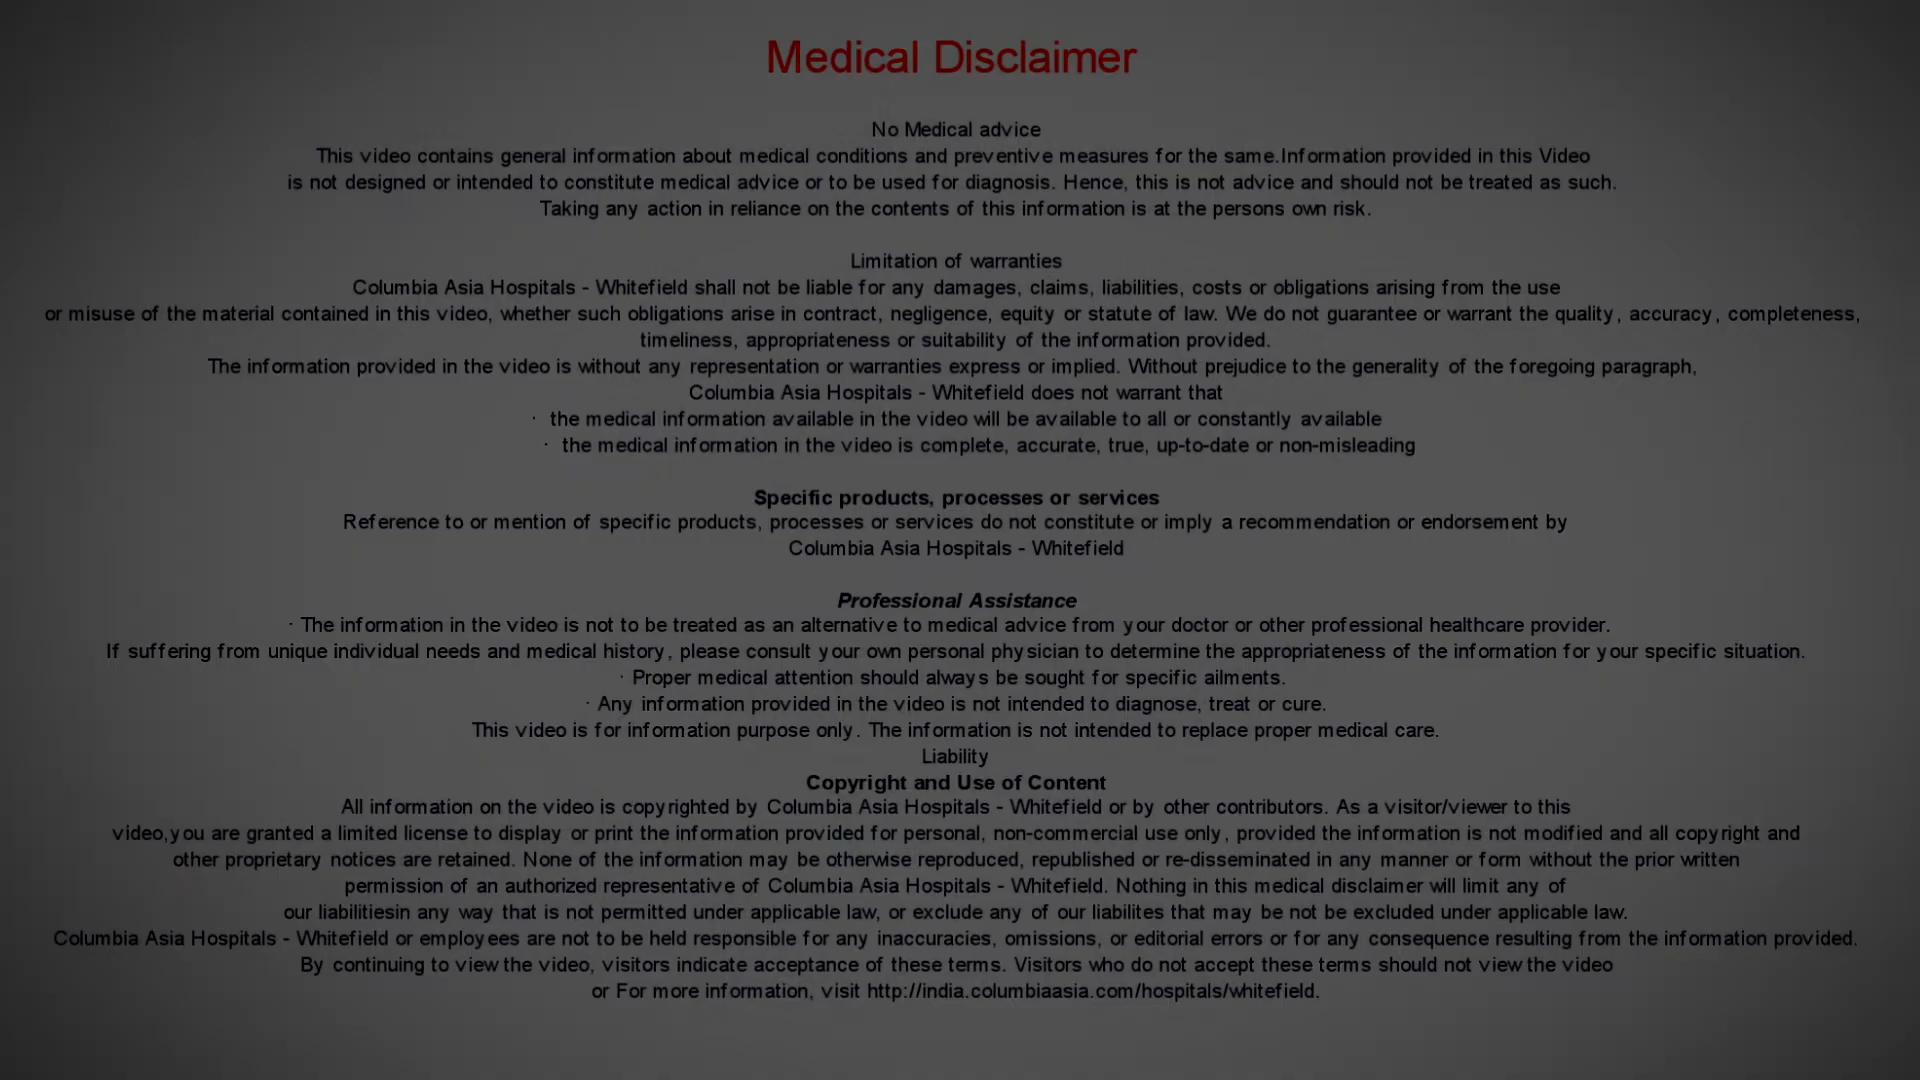 Medical Disclaimer
No Medical advice
This video contains general information about medical conditions and preventive measures for the same.Information provided in this Video
is not designed or intended to constitute medical advice or to be used for diagnosis. Hence, this is not advice and should not be treated as such.
Taking any action in reliance on the contents of this information is at the persons own risk.
Limitation of warranties
Columbia Asia Hospitals - Whitefield shall not be liable for any damages, claims, liabilities, costs or obligations arising from the use
or misuse of the material contained in this video, whether such obligations arise in contract, negligence, equity or statute of law. We do not guarantee or warrant the quality, accuracy, completeness,
timeliness, appropriateness or suitability of the information provided.
The information provided in the video is without any representation or warranties express or implied. Without prejudice to the generality of the foregoing paragraph,
Columbia Asia Hospitals - Whitefield does not warrant that
· the medical information available in the video will be available to all or constantly available
· the medical information in the video is complete, accurate, true, up-to-date or non-misleading
Specific products, processes or services
Reference to or mention of specific products, processes or services do not constitute or imply a recommendation or endorsement by
Columbia Asia Hospitals - Whitefield
Professional Assistance
· The information in the video is not to be treated as an alternative to medical advice from your doctor or other professional healthcare provider.
If suffering from unique individual needs and medical history, please consult your own personal physician to determine the appropriateness of the information for your specific situation.
· Proper medical attention should always be sought for specific ailments.
· Any information provided in the video is not intended to diagnose, treat or cure.
This video is for information purpose only. The information is not intended to replace proper medical care.
Liability
Copyright and Use of Content
All information on the video is copyrighted by Columbia Asia Hospitals - Whitefield or by other contributors. As a visitor/viewer to this
video,you are granted a limited license to display or print the information provided for personal, non-commercial use only, provided the information is not modified and all copyright and
other proprietary notices are retained. None of the information may be otherwise reproduced, republished or re-disseminated in any manner or form without the prior written
permission of an authorized representative of Columbia Asia Hospitals - Whitefield. Nothing in this medical disclaimer will limit any of
our liabilitiesin any way that is not permitted under applicable law, or exclude any of our liabilites that may be not be excluded under applicable law.
Columbia Asia Hospitals - Whitefield or employees are not to be held responsible for any inaccuracies, omissions, or editorial errors or for any consequence resulting from the information provided.
By continuing to view the video, visitors indicate acceptance of these terms. Visitors who do not accept these terms should not view the video
or For more information, visit http://india.columbiaasia.com/hospitals/whitefield.